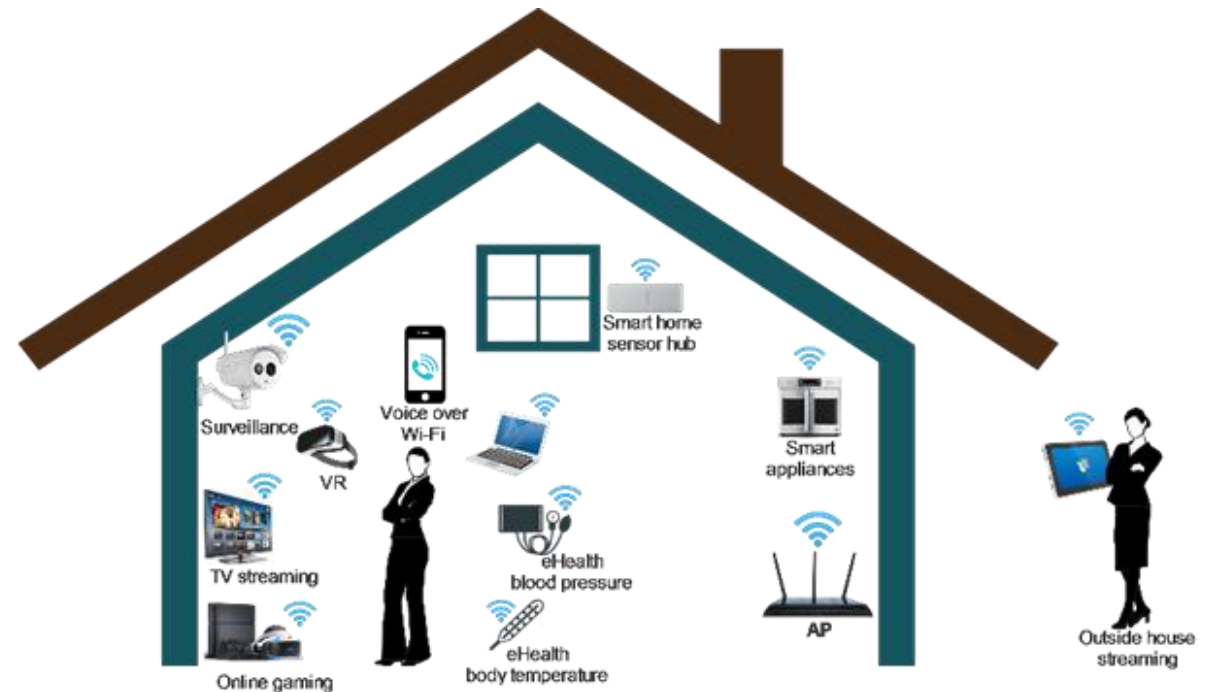 Smart home
sensor hub
Surveillance
Voice over
Wi-Fi
VR
Smart
appliances
TV streaming
eHealth
blood pressure
AP
eHealth
body temperature
Online gaming
Outside house
streaming